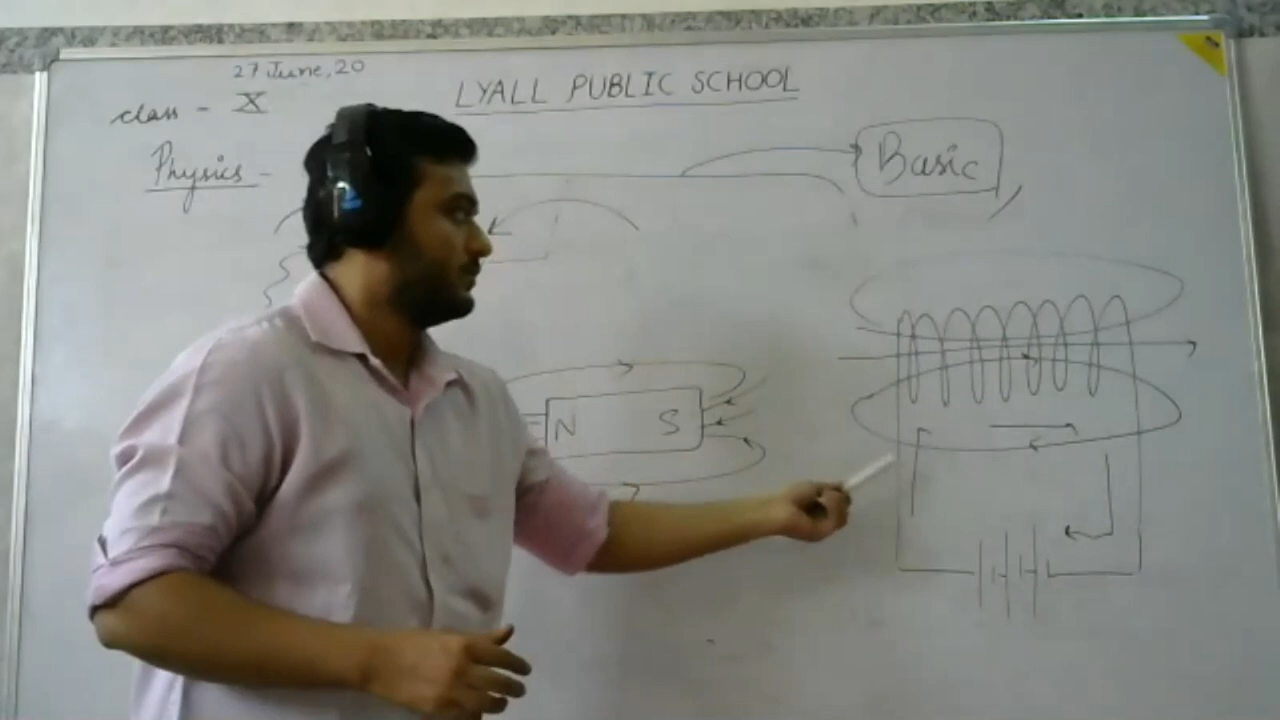 27 June, 20
LYALL PUBLIC SCHOOL
class - X
Physics -
Basic
N S